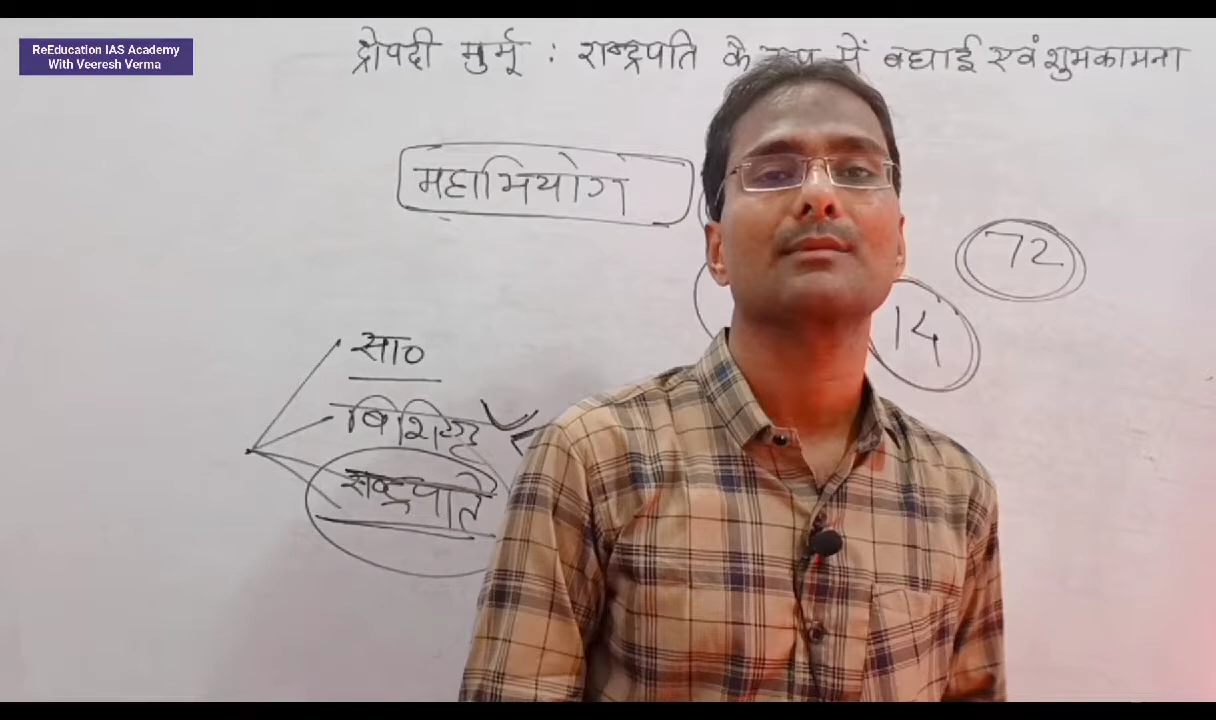 ReEducation IAS Academy
With Veeresh Verma
द्रोपदी मुर्मू : राष्ट्रपति के रूप में बधाई एवं शुभकामना
महाभियोग
72
14
सा०
विशिष्ट
राष्ट्रपति